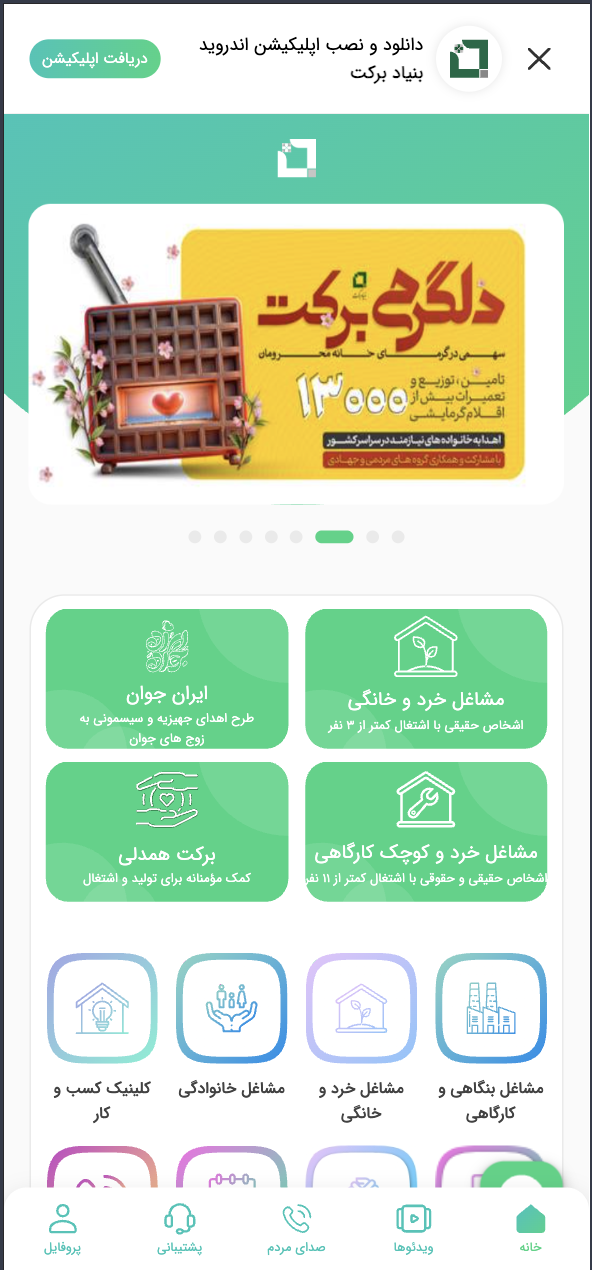 دانلود و نصب اپلیکیشن اندروید
بنیاد برکت
دریافت اپلیکیشن
دلگرمی برکت
سهمی در گرمای خانه محرومان
تامین، توزیع و
تعمیرات بیش از
اقلام گرمایشی
۱۳۰۰۰
اهدا به خانواده های نیازمند در سراسر کشور
با مشارکت و همکاری گروه های مردمی و جهادی
مشاغل خرد و خانگی
اشخاص حقیقی با اشتغال کمتر از ۳ نفر
ایران جوان
طرح اهدای جهیزیه و سیسمونی به
زوج های جوان
مشاغل خرد و کوچک کارگاهی
اشخاص حقیقی و حقوقی با اشتغال کمتر از ۱۱ نفر
برکت همدلی
کمک مؤمنانه برای تولید و اشتغال
مشاغل بنگاهی و
کارگاهی
مشاغل خرد و
خانگی
مشاغل خانوادگی
کلینیک کسب و
کار
خانه
ویدئوها
صدای مردم
پشتیبانی
پروفایل